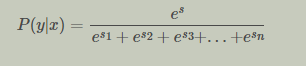 P(y|x) = e^s / (e^s1 + e^s2 + e^s3+...+e^sn)